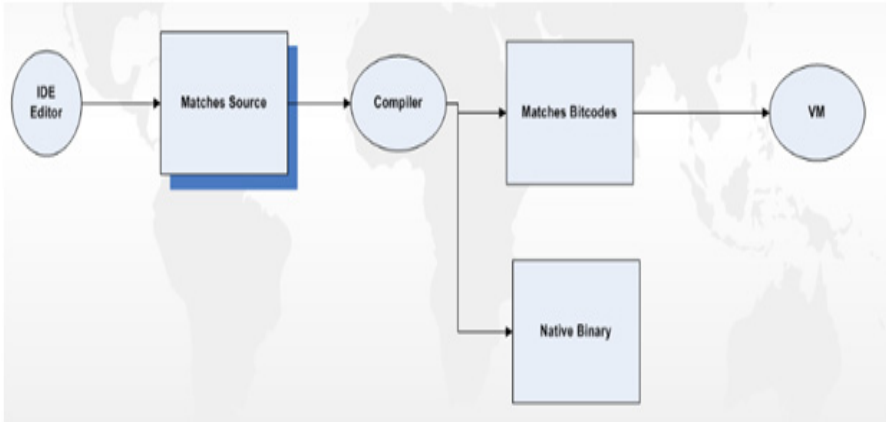 IDE
Editor
Matches Source
Compiler
Matches Bitcodes
VM
Native Binary